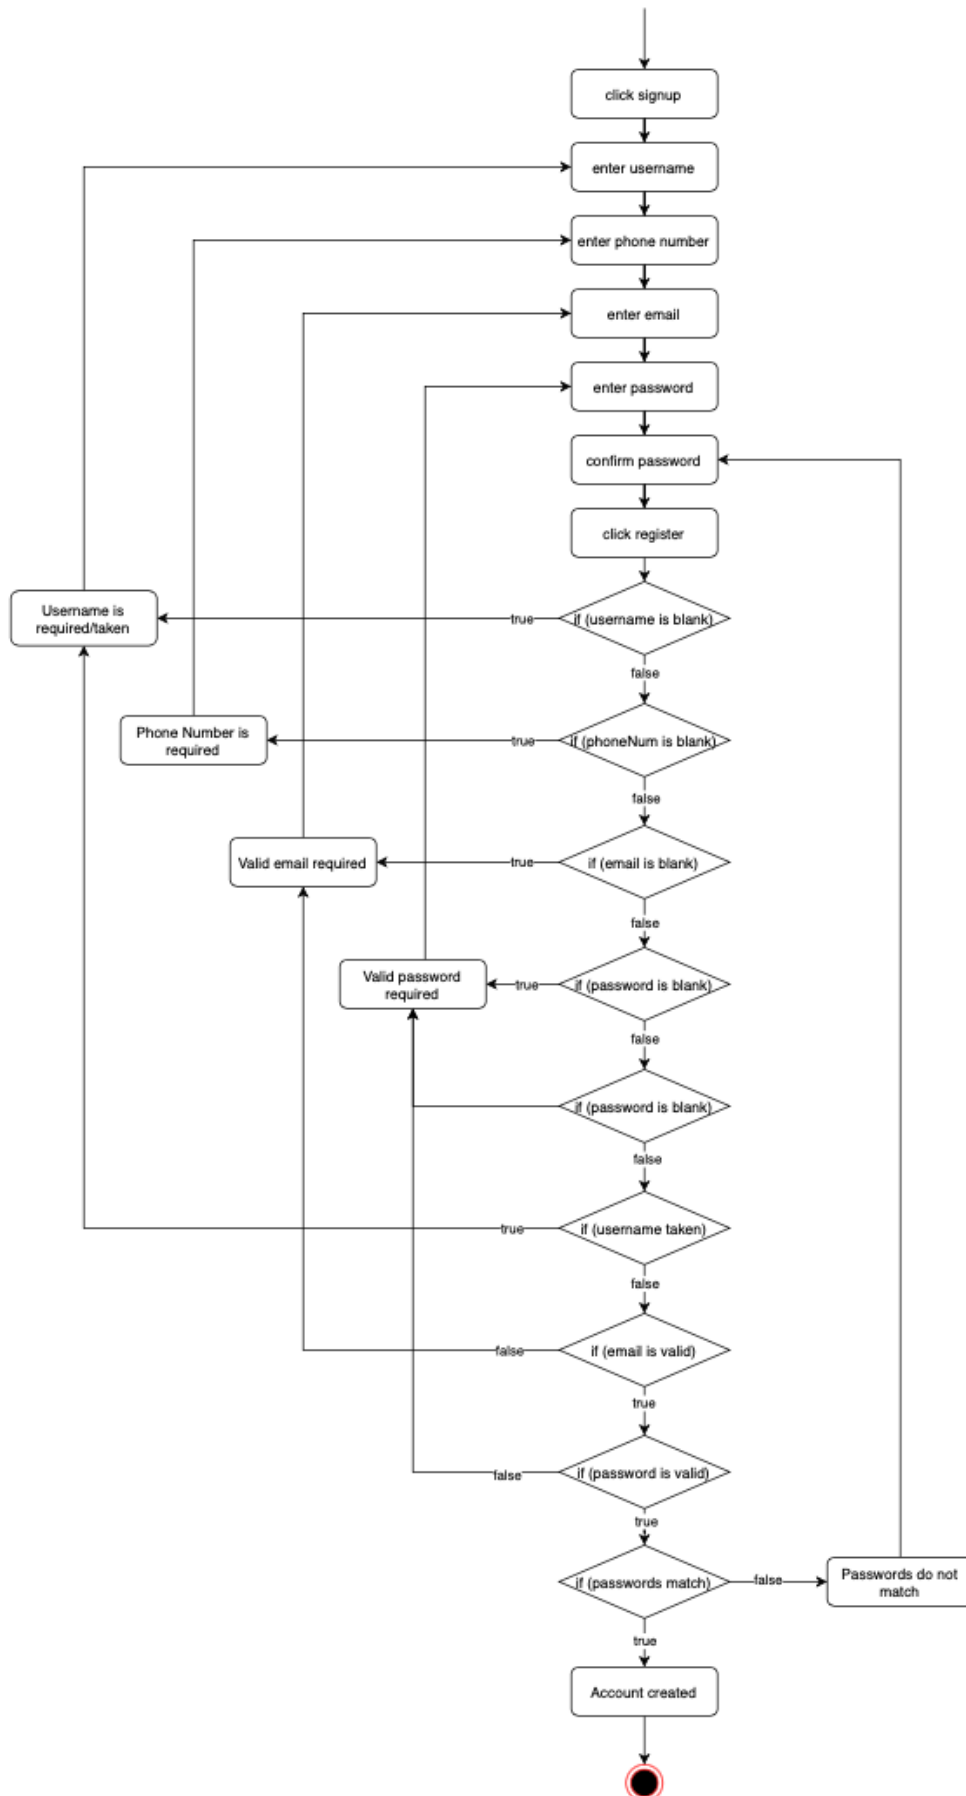 click signup
enter username
enter phone number
enter email
enter password
confirm password
click register
Username is
required/taken
true
if (username is blank)
false
Phone Number is
required
true
if (phoneNum is blank)
false
Valid email required
true
if (email is blank)
false
Valid password
required
true
if (password is blank)
false
if (password is blank)
false
true
if (username taken)
false
false
if (email is valid)
true
false
if (password is valid)
true
if (passwords match)
false
Passwords do not
match
true
Account created